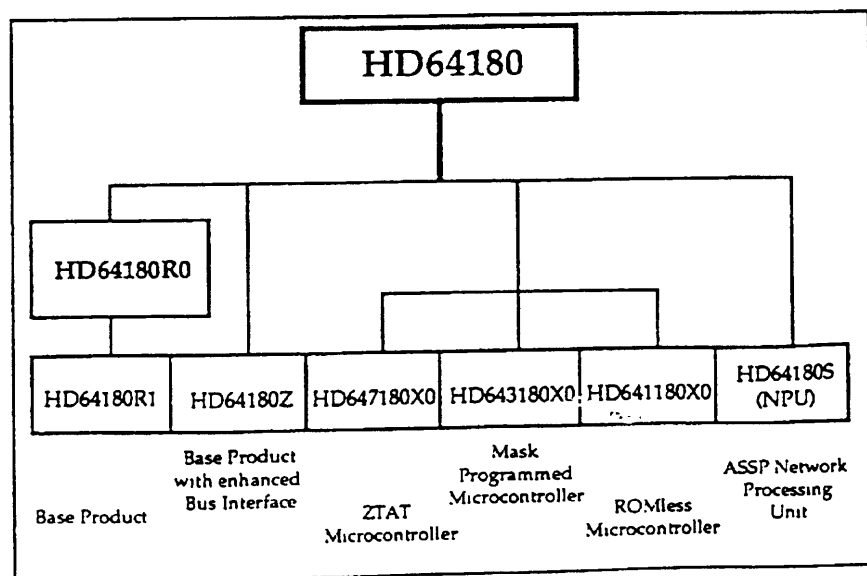 HD64180
HD64180R0
HD64180R1
HD64180Z
HD647180X0
HD643180X0
HD641180X0
HD64180S
(NPU)
Base Product
Base Product
with enhanced
Bus Interface
ZTAT
Microcontroller
Mask
Programmed
Microcontroller
ROMless
Microcontroller
ASSP Network
Processing
Unit